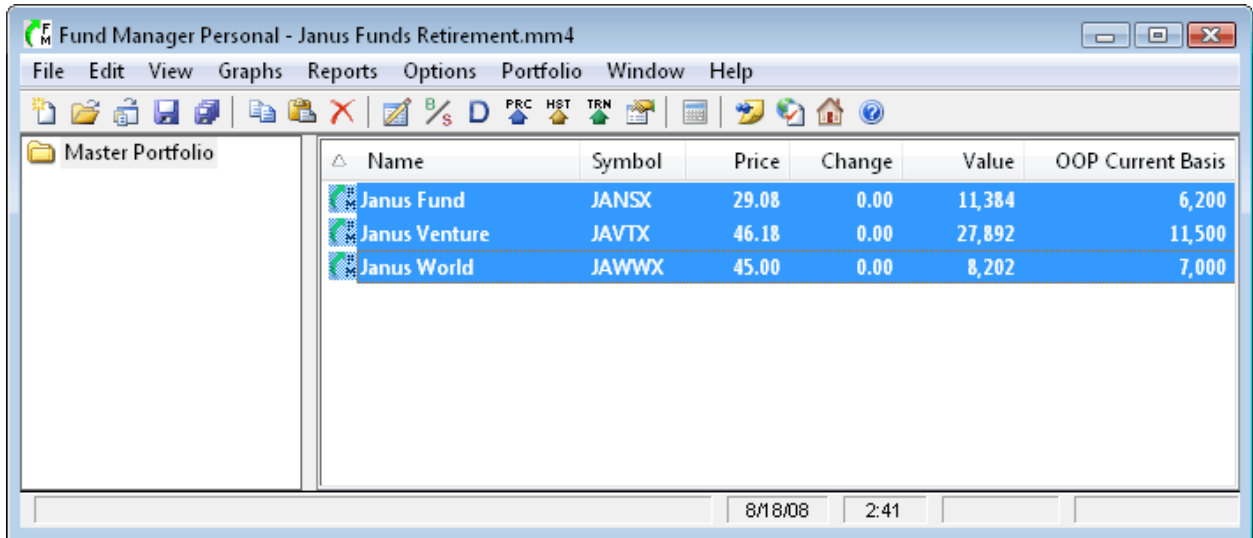 Fund Manager Personal - Janus Funds Retirement.mm4
File Edit View Graphs Reports Options Portfolio Window Help
B/S D PRC HST TRN
Master Portfolio
Name Symbol Price Change Value OOP Current Basis
Janus Fund JANSX 29.08 0.00 11,384 6,200
Janus Venture JAVTX 46.18 0.00 27,892 11,500
Janus World JAWWX 45.00 0.00 8,202 7,000
8/18/08 2:41